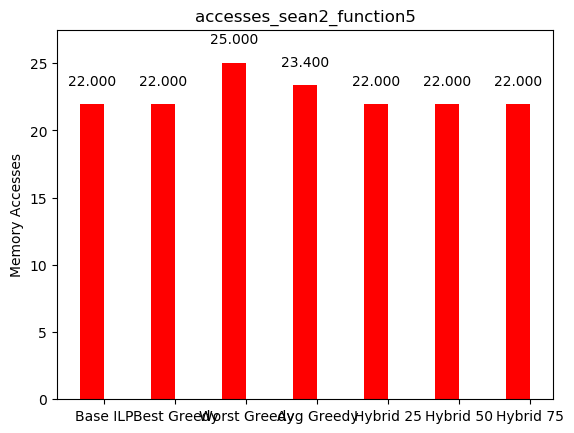 accesses_sean2_function5
22.000 22.000 25.000 23.400 22.000 22.000 22.000
Memory Accesses
25
20
15
10
5
0
Base ILP Best Greedy Worst Greedy Avg Greedy Hybrid 25 Hybrid 50 Hybrid 75